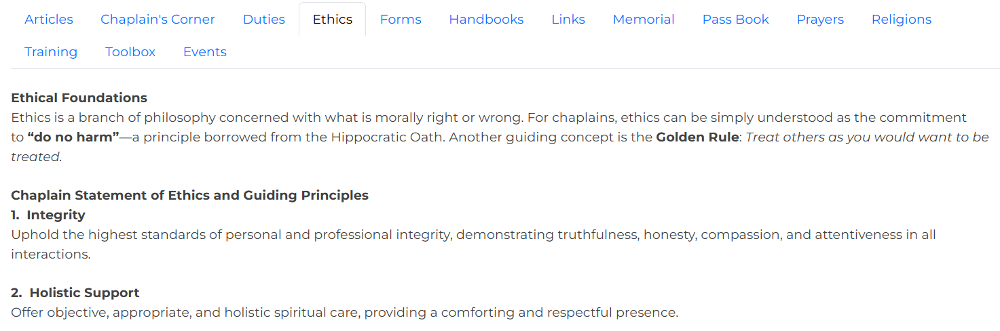 Articles Chaplain's Corner Duties Ethics Forms Handbooks Links Memorial Pass Book Prayers Religions
Training Toolbox Events
Ethical Foundations
Ethics is a branch of philosophy concerned with what is morally right or wrong. For chaplains, ethics can be simply understood as the commitment
to “do no harm”—a principle borrowed from the Hippocratic Oath. Another guiding concept is the Golden Rule: Treat others as you would want to be
treated.
Chaplain Statement of Ethics and Guiding Principles
1. Integrity
Uphold the highest standards of personal and professional integrity, demonstrating truthfulness, honesty, compassion, and attentiveness in all
interactions.
2. Holistic Support
Offer objective, appropriate, and holistic spiritual care, providing a comforting and respectful presence.